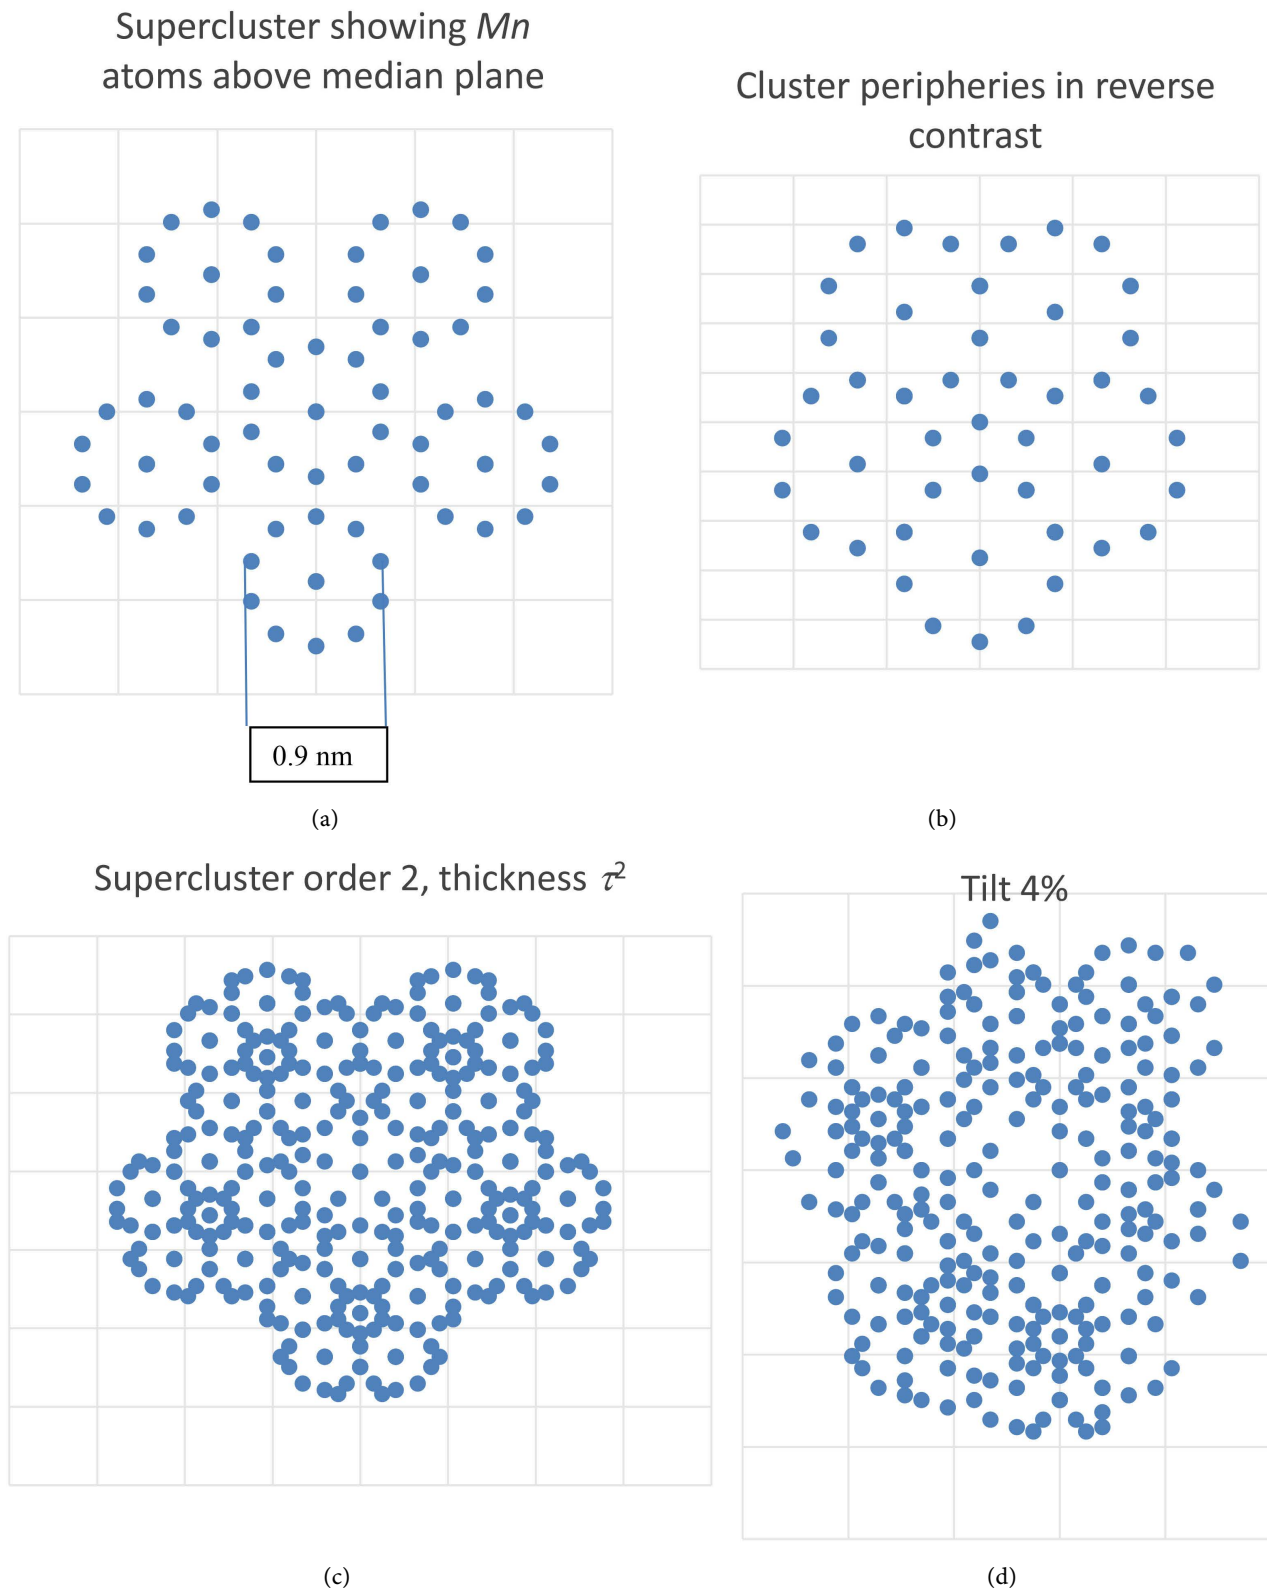 Supercluster showing Mn
atoms above median plane
Cluster peripheries in reverse
contrast
0.9 nm
(a)
(b)
Supercluster order 2, thickness τ²
Tilt 4%
(c)
(d)